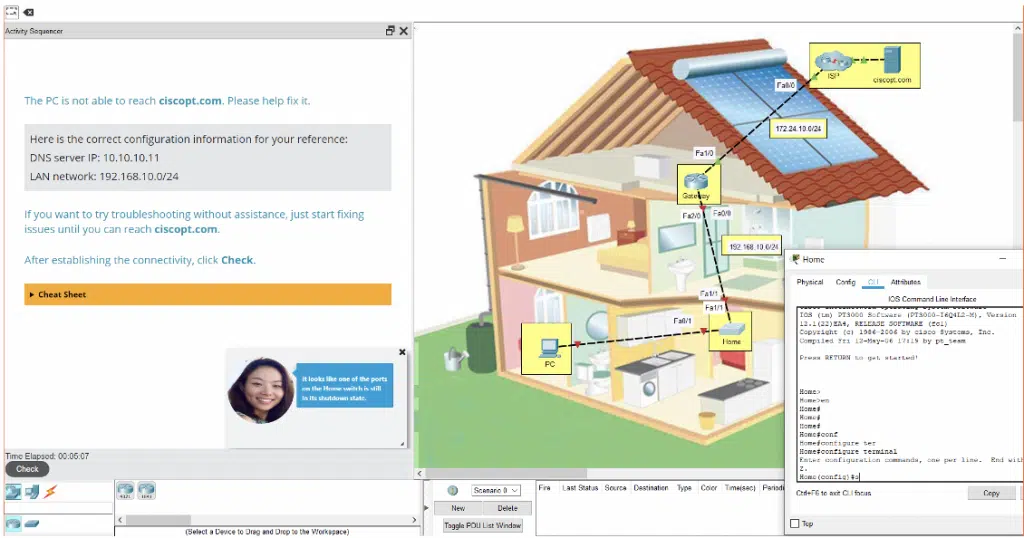 Activity Sequencer
The PC is not able to reach ciscopt.com. Please help fix it.
Here is the correct configuration information for your reference:
DNS server IP: 10.10.10.11
LAN network: 192.168.10.0/24
If you want to try troubleshooting without assistance, just start fixing
issues until you can reach ciscopt.com.
After establishing the connectivity, click Check.
Cheat Sheet
It looks like one of the ports
on the Home switch is still
in its shutdown state.
Time Elapsed: 00:05:07
Check
(Select a Device to Drag and Drop to the Workspace)
ISP
ciscopt.com
Fa0/0
172.24.10.0/24
Fa1/0
Gateway
Fa2/0
Fa0/0
192.168.10.0/24
Fa1/1
Fa1/1
Fa0/1
Home
PC
Home
Physical
Config
CLI
Attributes
IOS Command Line Interface
IOS (tm) PT3000 Software (PT3000-I6Q4L2-M), Version
12.1(22)EA4, RELEASE SOFTWARE (fc1)
Copyright (c) 1986-2006 by cisco Systems, Inc.
Compiled Fri 12-May-06 17:19 by pt_team
Press RETURN to get started!
Home>
Home>en
Home#
Home#
Home#
Home#conf
Home#configure ter
Home#configure terminal
Enter configuration commands, one per line. End with
Z.
Home(config)#s
Ctrl+F6 to exit CLI focus
Copy
Top
Scenario 0
New
Delete
Toggle PDU List Window
Fire Last Status Source Destination Type Color Time(sec) Periodi